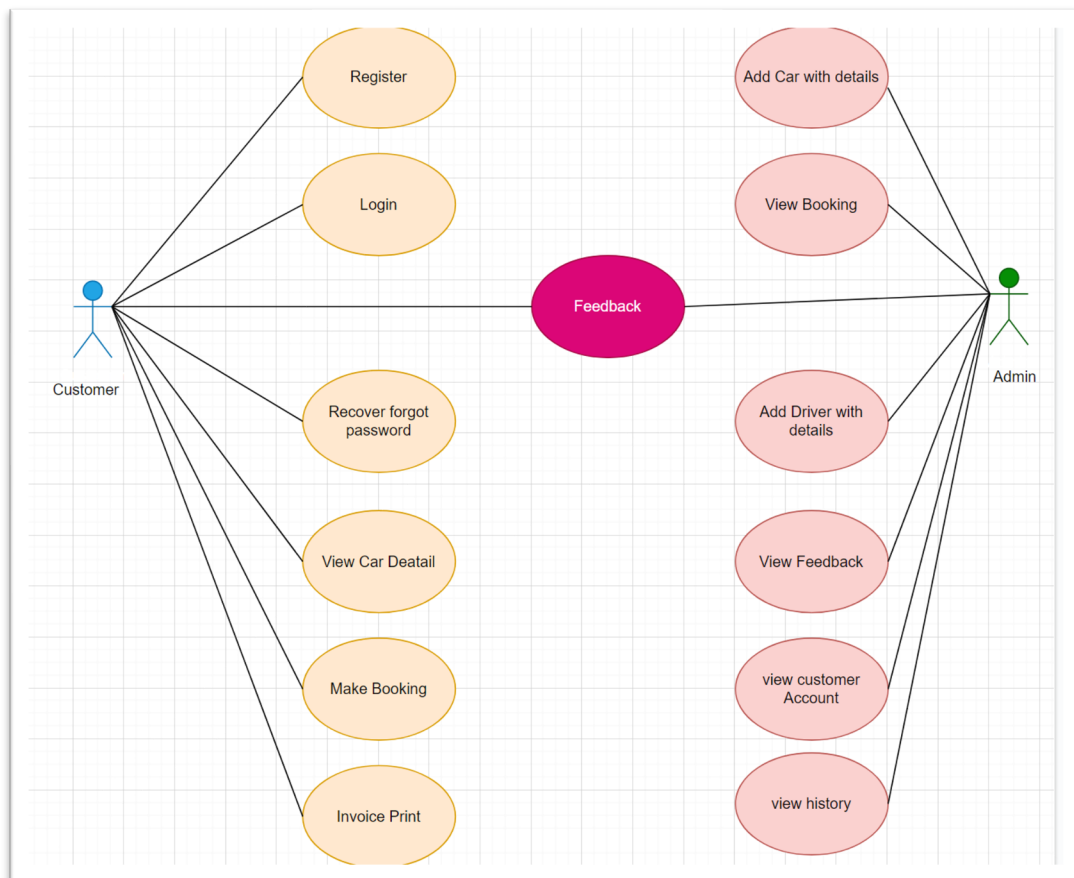 Register
Add Car with details
Login
View Booking
Feedback
Customer
Admin
Recover forgot
password
Add Driver with
details
View Car Deatail
View Feedback
Make Booking
view customer
Account
Invoice Print
view history